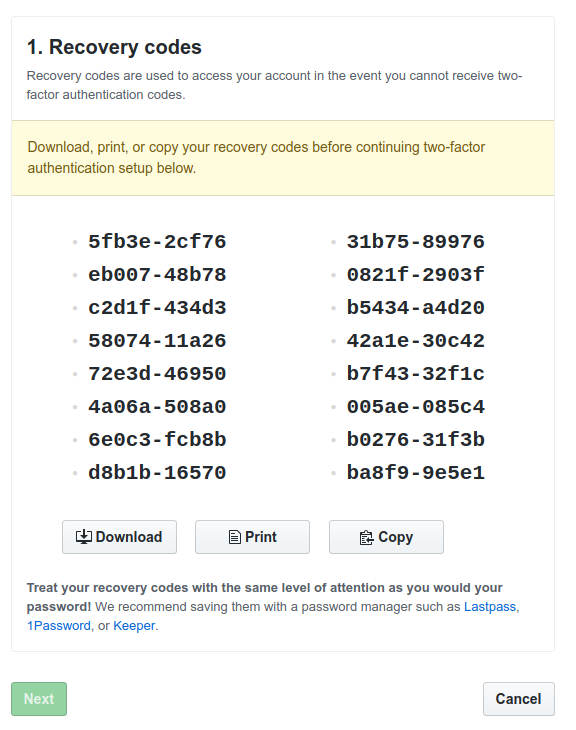 1. Recovery codes
Recovery codes are used to access your account in the event you cannot receive two-
factor authentication codes.
Download, print, or copy your recovery codes before continuing two-factor
authentication setup below.
5fb3e-2cf76 31b75-89976
eb007-48b78 0821f-2903f
c2d1f-434d3 b5434-a4d20
58074-11a26 42a1e-30c42
72e3d-46950 b7f43-32f1c
4a06a-508a0 005ae-085c4
6e0c3-fcb8b b0276-31f3b
d8b1b-16570 ba8f9-9e5e1
Download Print Copy
Treat your recovery codes with the same level of attention as you would your
password! We recommend saving them with a password manager such as Lastpass,
1Password, or Keeper.
Next Cancel